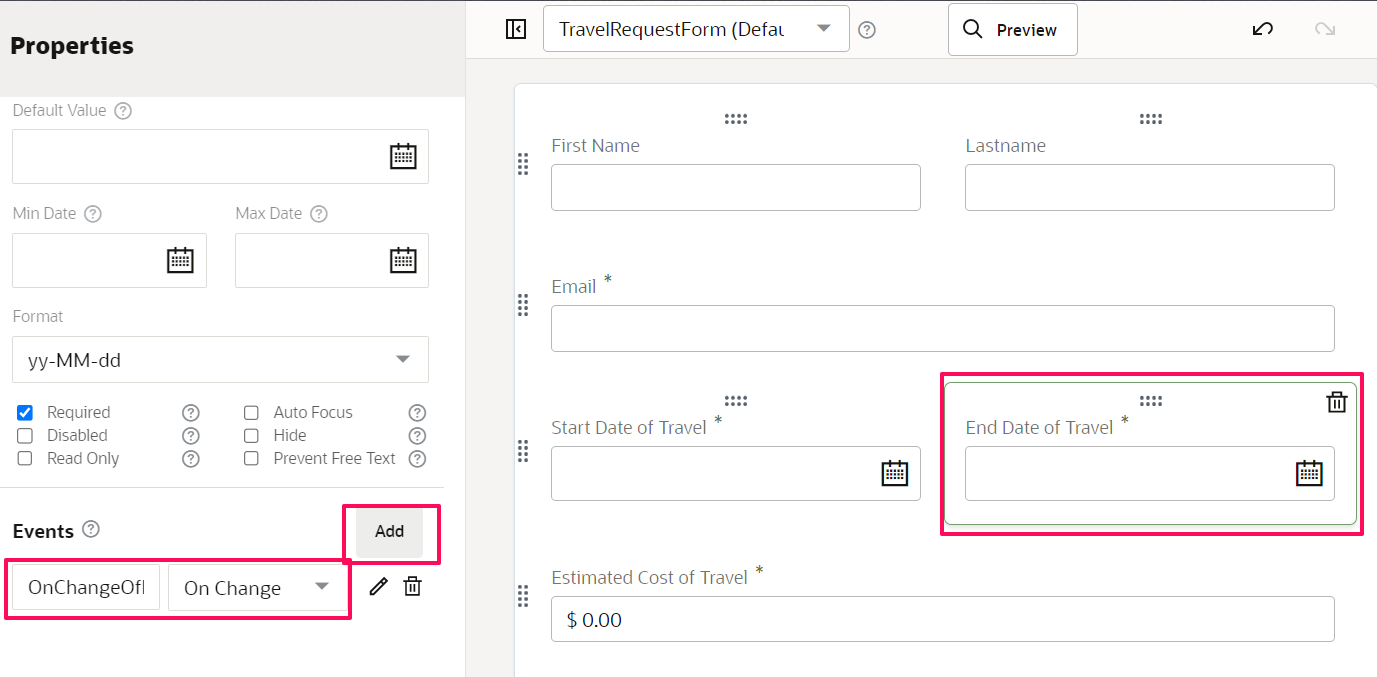 Properties
Default Value ?
Min Date ? Max Date ?
Format
yy-MM-dd
Required ? Auto Focus ?
Disabled ? Hide ?
Read Only ? Prevent Free Text ?
Events ? Add
OnChangeOf On Change
TravelRequestForm (Defau ? Preview
First Name Lastname
Email *
Start Date of Travel * End Date of Travel *
Estimated Cost of Travel *
$ 0.00